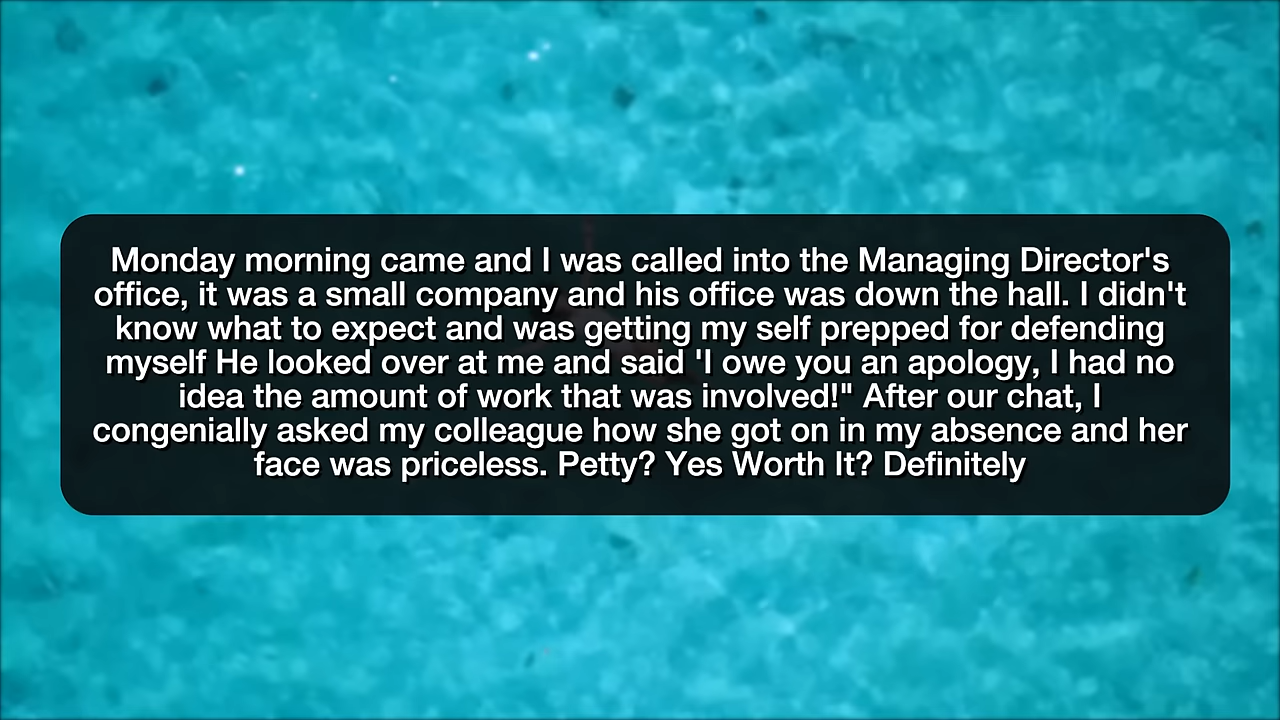 Monday morning came and I was called into the Managing Director's
office, it was a small company and his office was down the hall. I didn't
know what to expect and was getting my self prepped for defending
myself He looked over at me and said 'I owe you an apology, I had no
idea the amount of work that was involved!" After our chat, I
congenially asked my colleague how she got on in my absence and her
face was priceless. Petty? Yes Worth It? Definitely